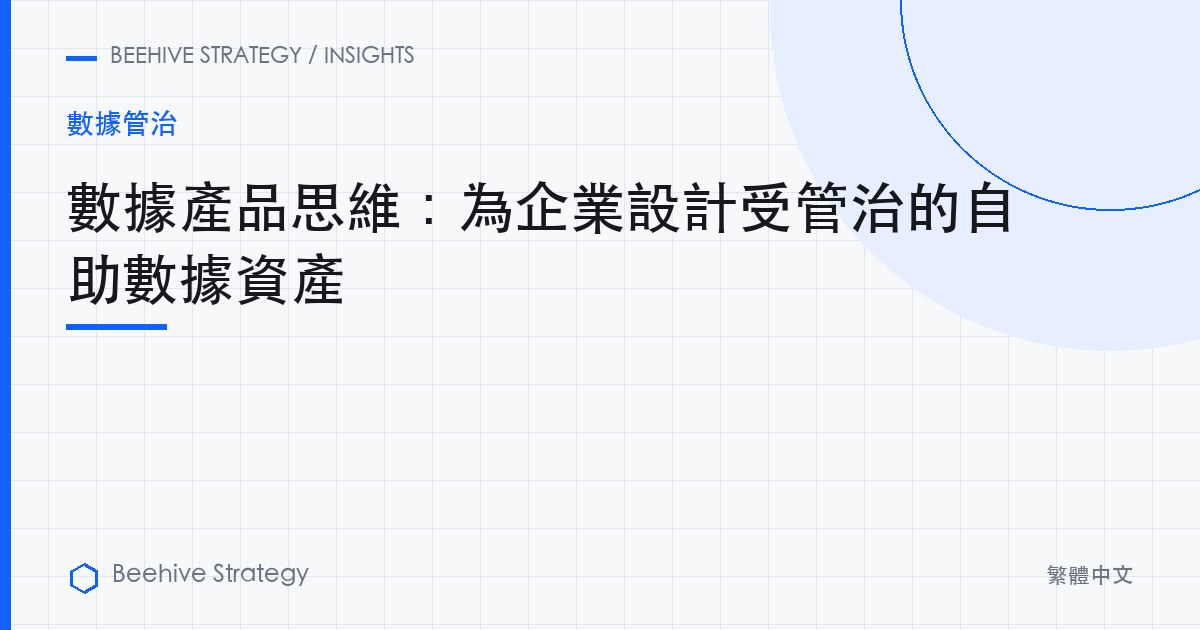 BEEHIVE STRATEGY / INSIGHTS
數據管治
數據產品思維：為企業設計受管治的自
助數據資產
Beehive Strategy
繁體中文